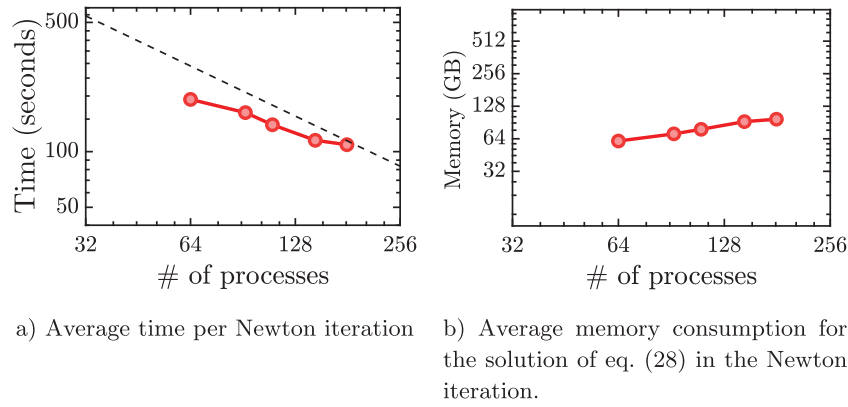 500
100
50
Time (seconds)
32
64
128
256
# of processes
a) Average time per Newton iteration
512
256
128
64
32
Memory (GB)
32
64
128
256
# of processes
b) Average memory consumption for
the solution of eq. (28) in the Newton
iteration.